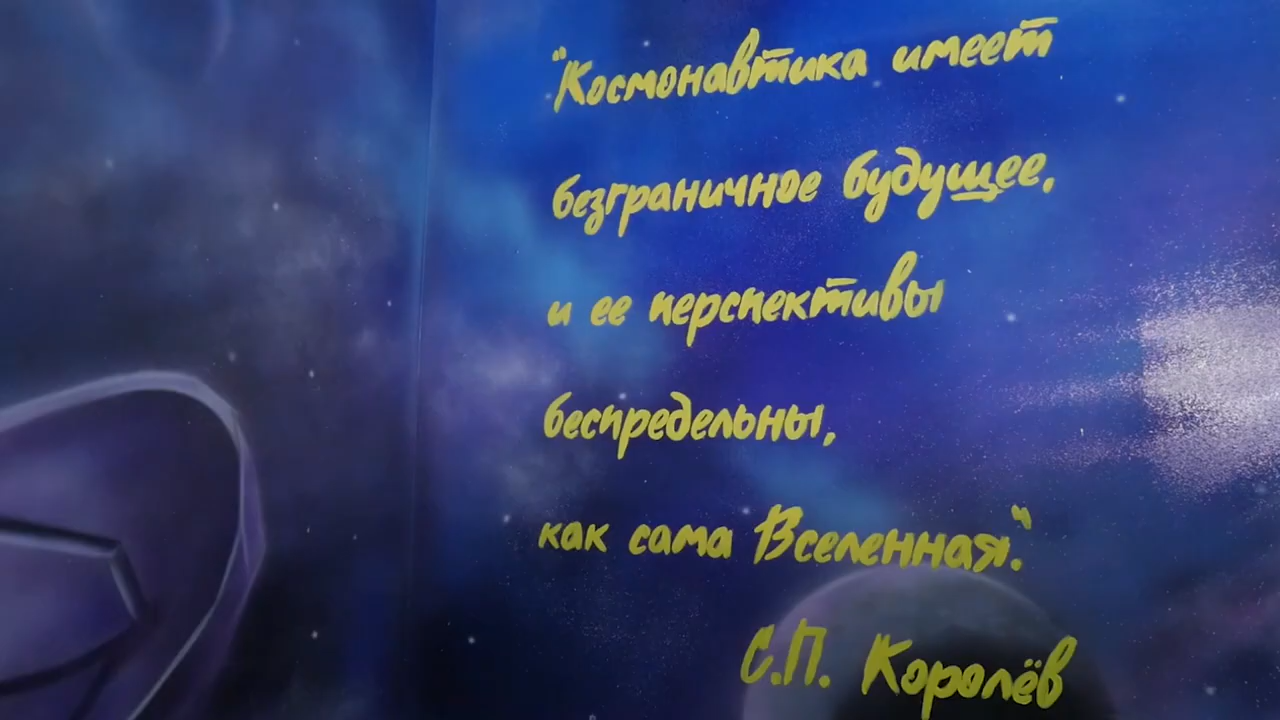 "Космонавтика имеет
безграничное будущее,
и ее перспективы
беспредельны,
как сама Вселенная."
С.П. Королёв